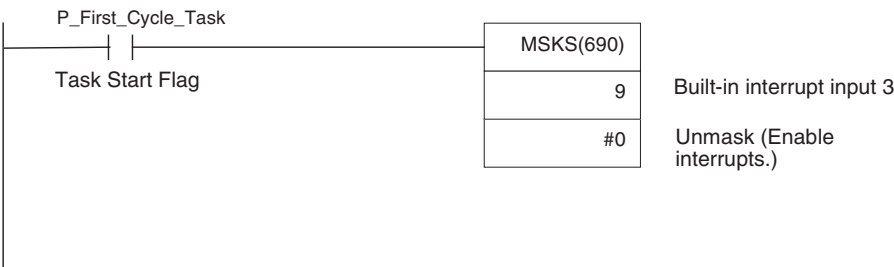 P_First_Cycle_Task
Task Start Flag
MSKS(690)
9
Built-in interrupt input 3
#0
Unmask (Enable
interrupts.)